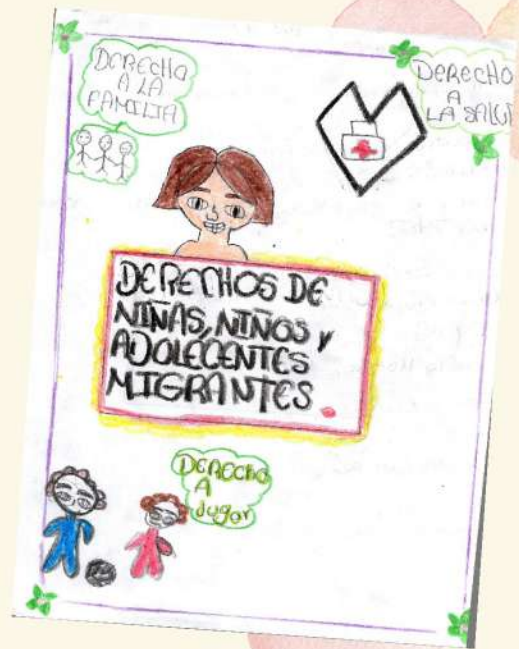 DERECHO
A LA
FAMILIA
DERECHO
A
LA SALUD
DERECHOS DE
NIÑAS, NIÑOS y
ADOLECENTES
MIGRANTES.
DERECHO
A
Jugar